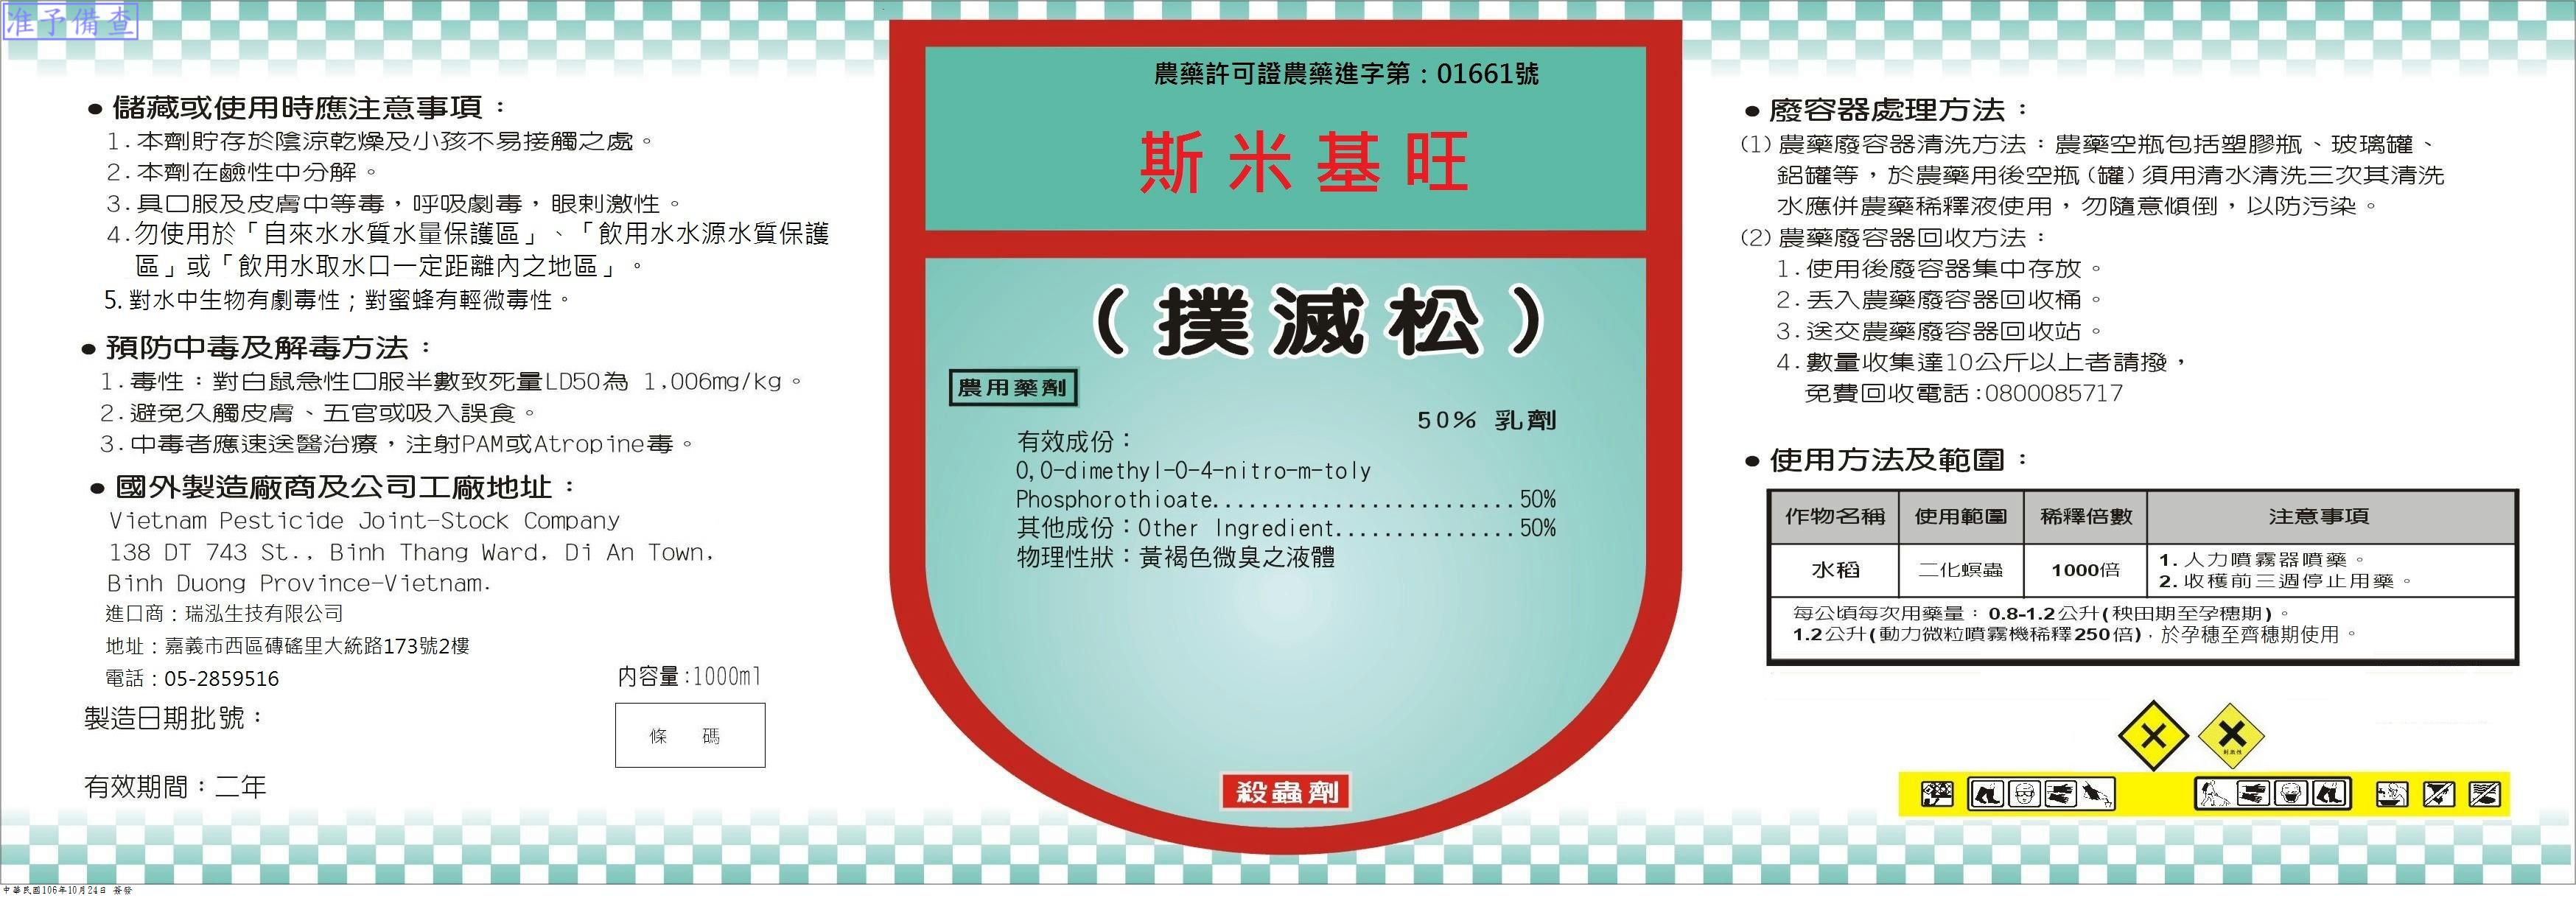 准予備查
●儲藏或使用時應注意事項：
1.本劑貯存於陰涼乾燥及小孩不易接觸之處。
2.本劑在鹼性中分解。
3.具口服及皮膚中等毒，呼吸劇毒，眼刺激性。
4.勿使用於「自來水水質水量保護區」、「飲用水水源水質保護
區」或「飲用水取水口一定距離內之地區」。
5.對水中生物有劇毒性；對蜜蜂有輕微毒性。
●預防中毒及解毒方法：
1.毒性：對白鼠急性口服半數致死量LD50為 1,006mg/kg。
2.避免久觸皮膚、五官或吸入誤食。
3.中毒者應速送醫治療，注射PAM或Atropine毒。
●國外製造廠商及公司工廠地址：
Vietnam Pesticide Joint-Stock Company
138 DT 743 St., Binh Thang Ward, Di An Town,
Binh Duong Province-Vietnam.
進口商：瑞泓生技有限公司
地址：嘉義市西區磚磘里大統路173號2樓
電話：05-2859516
內容量:1000ml
製造日期批號：
條 碼
有效期間：二年
農藥許可證農藥進字第：01661號
斯米基旺
（撲滅松）
農用藥劑
50% 乳劑
有效成份：
O,O-dimethyl-O-4-nitro-m-toly
Phosphorothioate.........................50%
其他成份：Other Ingredient...............50%
物理性狀：黃褐色微臭之液體
殺蟲劑
●廢容器處理方法：
(1)農藥廢容器清洗方法：農藥空瓶包括塑膠瓶、玻璃罐、
鋁罐等，於農藥用後空瓶(罐)須用清水清洗三次其清洗
水應併農藥稀釋液使用，勿隨意傾倒，以防污染。
(2)農藥廢容器回收方法：
1.使用後廢容器集中存放。
2.丟入農藥廢容器回收桶。
3.送交農藥廢容器回收站。
4.數量收集達10公斤以上者請撥，
免費回收電話:0800085717
●使用方法及範圍：
作物名稱 使用範圍 稀釋倍數 注意事項
水稻 二化螟蟲 1000倍 1.人力噴霧器噴藥。
2.收穫前三週停止用藥。
每公頃每次用藥量：0.8-1.2公升(秧田期至孕穗期)。
1.2公升(動力微粒噴霧機稀釋250倍)，於孕穗至齊穗期使用。
刺激性
中華民國106年10月24日 簽發